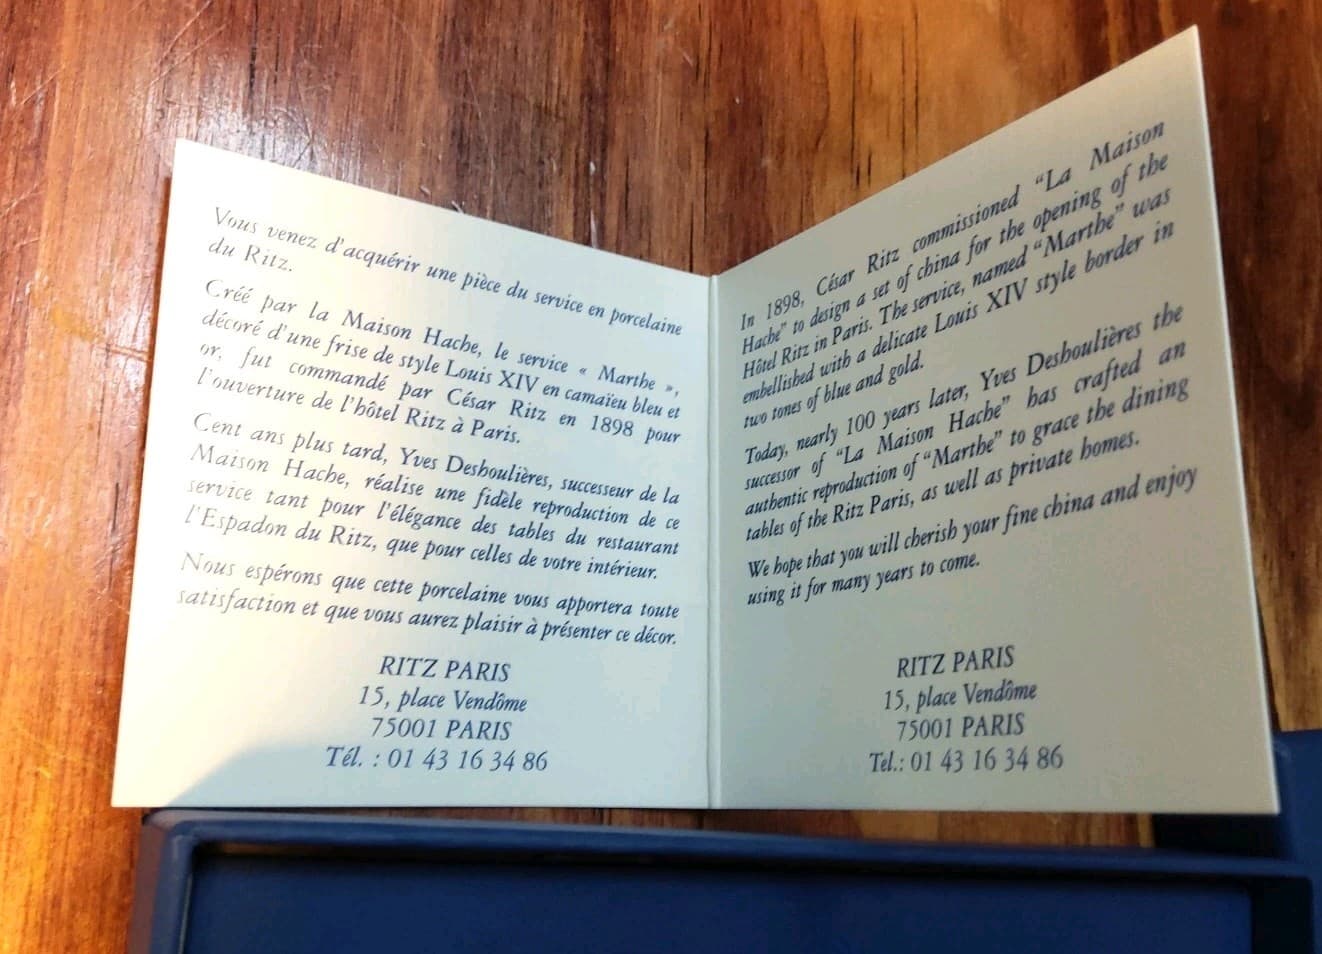 Vous venez d'acquérir une pièce du service en porcelaine
du Ritz.
Créé par la Maison Hache, le service « Marthe »,
décoré d'une frise de style Louis XIV en camaïeu bleu et
or, fut commandé par César Ritz en 1898 pour
l'ouverture de l'hôtel Ritz à Paris.
Cent ans plus tard, Yves Deshoulières, successeur de la
Maison Hache, réalise une fidèle reproduction de ce
service tant pour l'élégance des tables du restaurant
l'Espadon du Ritz, que pour celles de votre intérieur.
Nous espérons que cette porcelaine vous apportera toute
satisfaction et que vous aurez plaisir à présenter ce décor.
RITZ PARIS
15, place Vendôme
75001 PARIS
Tél. : 01 43 16 34 86
In 1898, César Ritz commissioned "La Maison
Hache" to design a set of china for the opening of the
Hôtel Ritz in Paris. The service, named "Marthe" was
embellished with a delicate Louis XIV style border in
two tones of blue and gold.
Today, nearly 100 years later, Yves Deshoulières the
successor of "La Maison Hache" has crafted an
authentic reproduction of "Marthe" to grace the dining
tables of the Ritz Paris, as well as private homes.
We hope that you will cherish your fine china and enjoy
using it for many years to come.
RITZ PARIS
15, place Vendôme
75001 PARIS
Tel.: 01 43 16 34 86